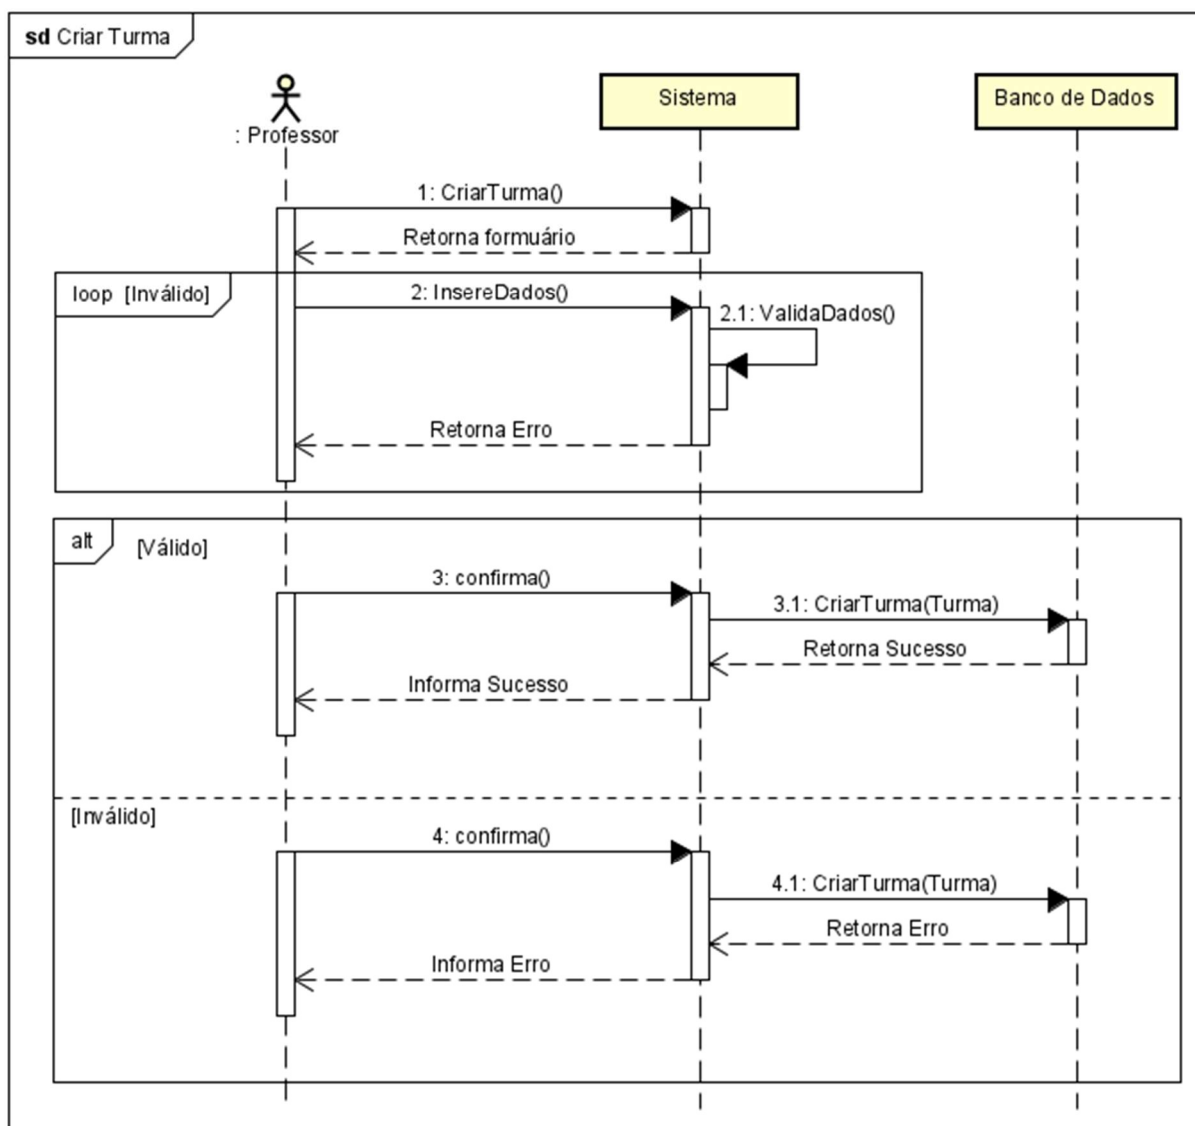 sd Criar Turma
: Professor
Sistema
Banco de Dados
1: CriarTurma()
Retorna formuário
loop [Inválido]
2: InsereDados()
2.1: ValidaDados()
Retorna Erro
alt
[Válido]
3: confirma()
3.1: CriarTurma(Turma)
Retorna Sucesso
Informa Sucesso
[Inválido]
4: confirma()
4.1: CriarTurma(Turma)
Retorna Erro
Informa Erro